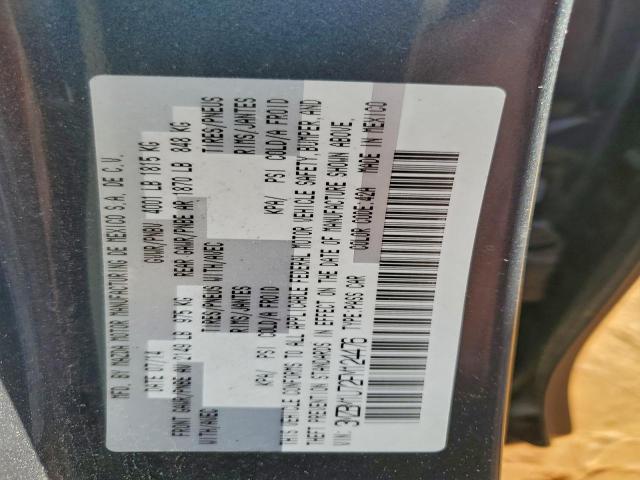 MFD. BY MAZDA MOTOR MANUFACTURING DE MEXICO S.A. DE C.V.
DATE 07/14 GVWR/PNBV 4001 LB 1815 KG
FRONT GAWR/PNBE AV 2149 LB 975 KG REAR GAWR/PNBE AR 1870 LB 848 KG
WITH/AVEC TIRES/PNEUS WITH/AVEC TIRES/PNEUS
RIMS/JANTES RIMS/JANTES
KPA/ PSI COLD/A FROID KPA/ PSI COLD/A FROID
THIS VEHICLE CONFORMS TO ALL APPLICABLE FEDERAL MOTOR VEHICLE SAFETY, BUMPER, AND
THEFT PREVENTION STANDARDS IN EFFECT ON THE DATE OF MANUFACTURE SHOWN ABOVE.
VIN: TYPE: PASS CAR COLOR CODE: 42A MADE IN MEXICO